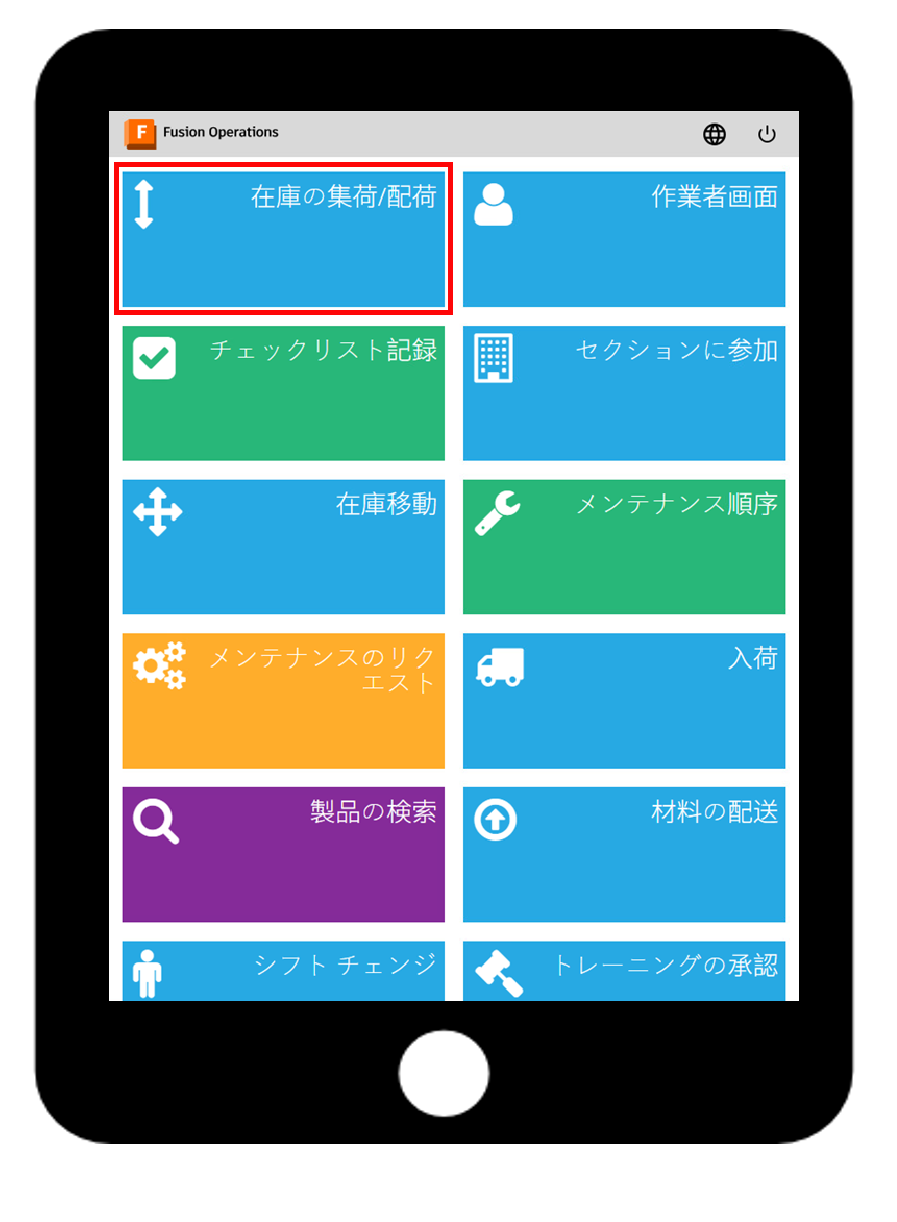 F Fusion Operations
在庫の集荷/配荷
作業者画面
チェックリスト記録
セクションに参加
在庫移動
メンテナンス順序
メンテナンスのリク
エスト
入荷
製品の検索
材料の配送
シフト チェンジ
トレーニングの承認